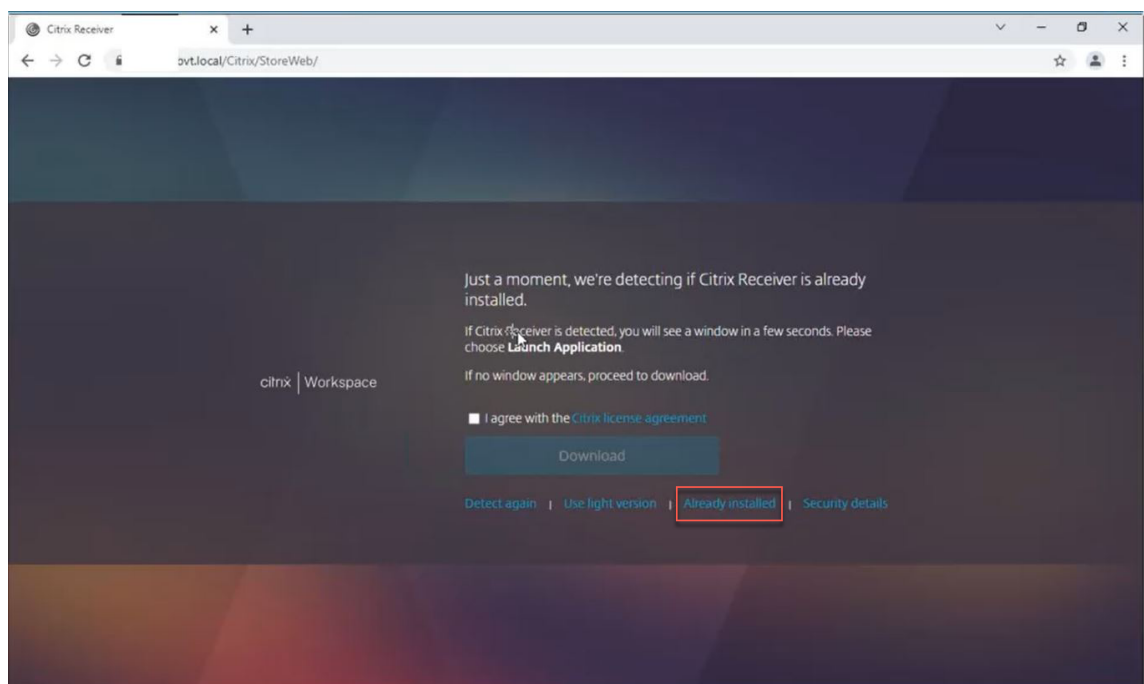 Citrix Receiver
ovt.local/Citrix/StoreWeb/
Just a moment, we're detecting if Citrix Receiver is already
installed.
If Citrix Receiver is detected, you will see a window in a few seconds. Please
choose Launch Application.
If no window appears, proceed to download.
citrix | Workspace
I agree with the Citrix license agreement
Download
Detect again | Use light version | Already installed | Security details